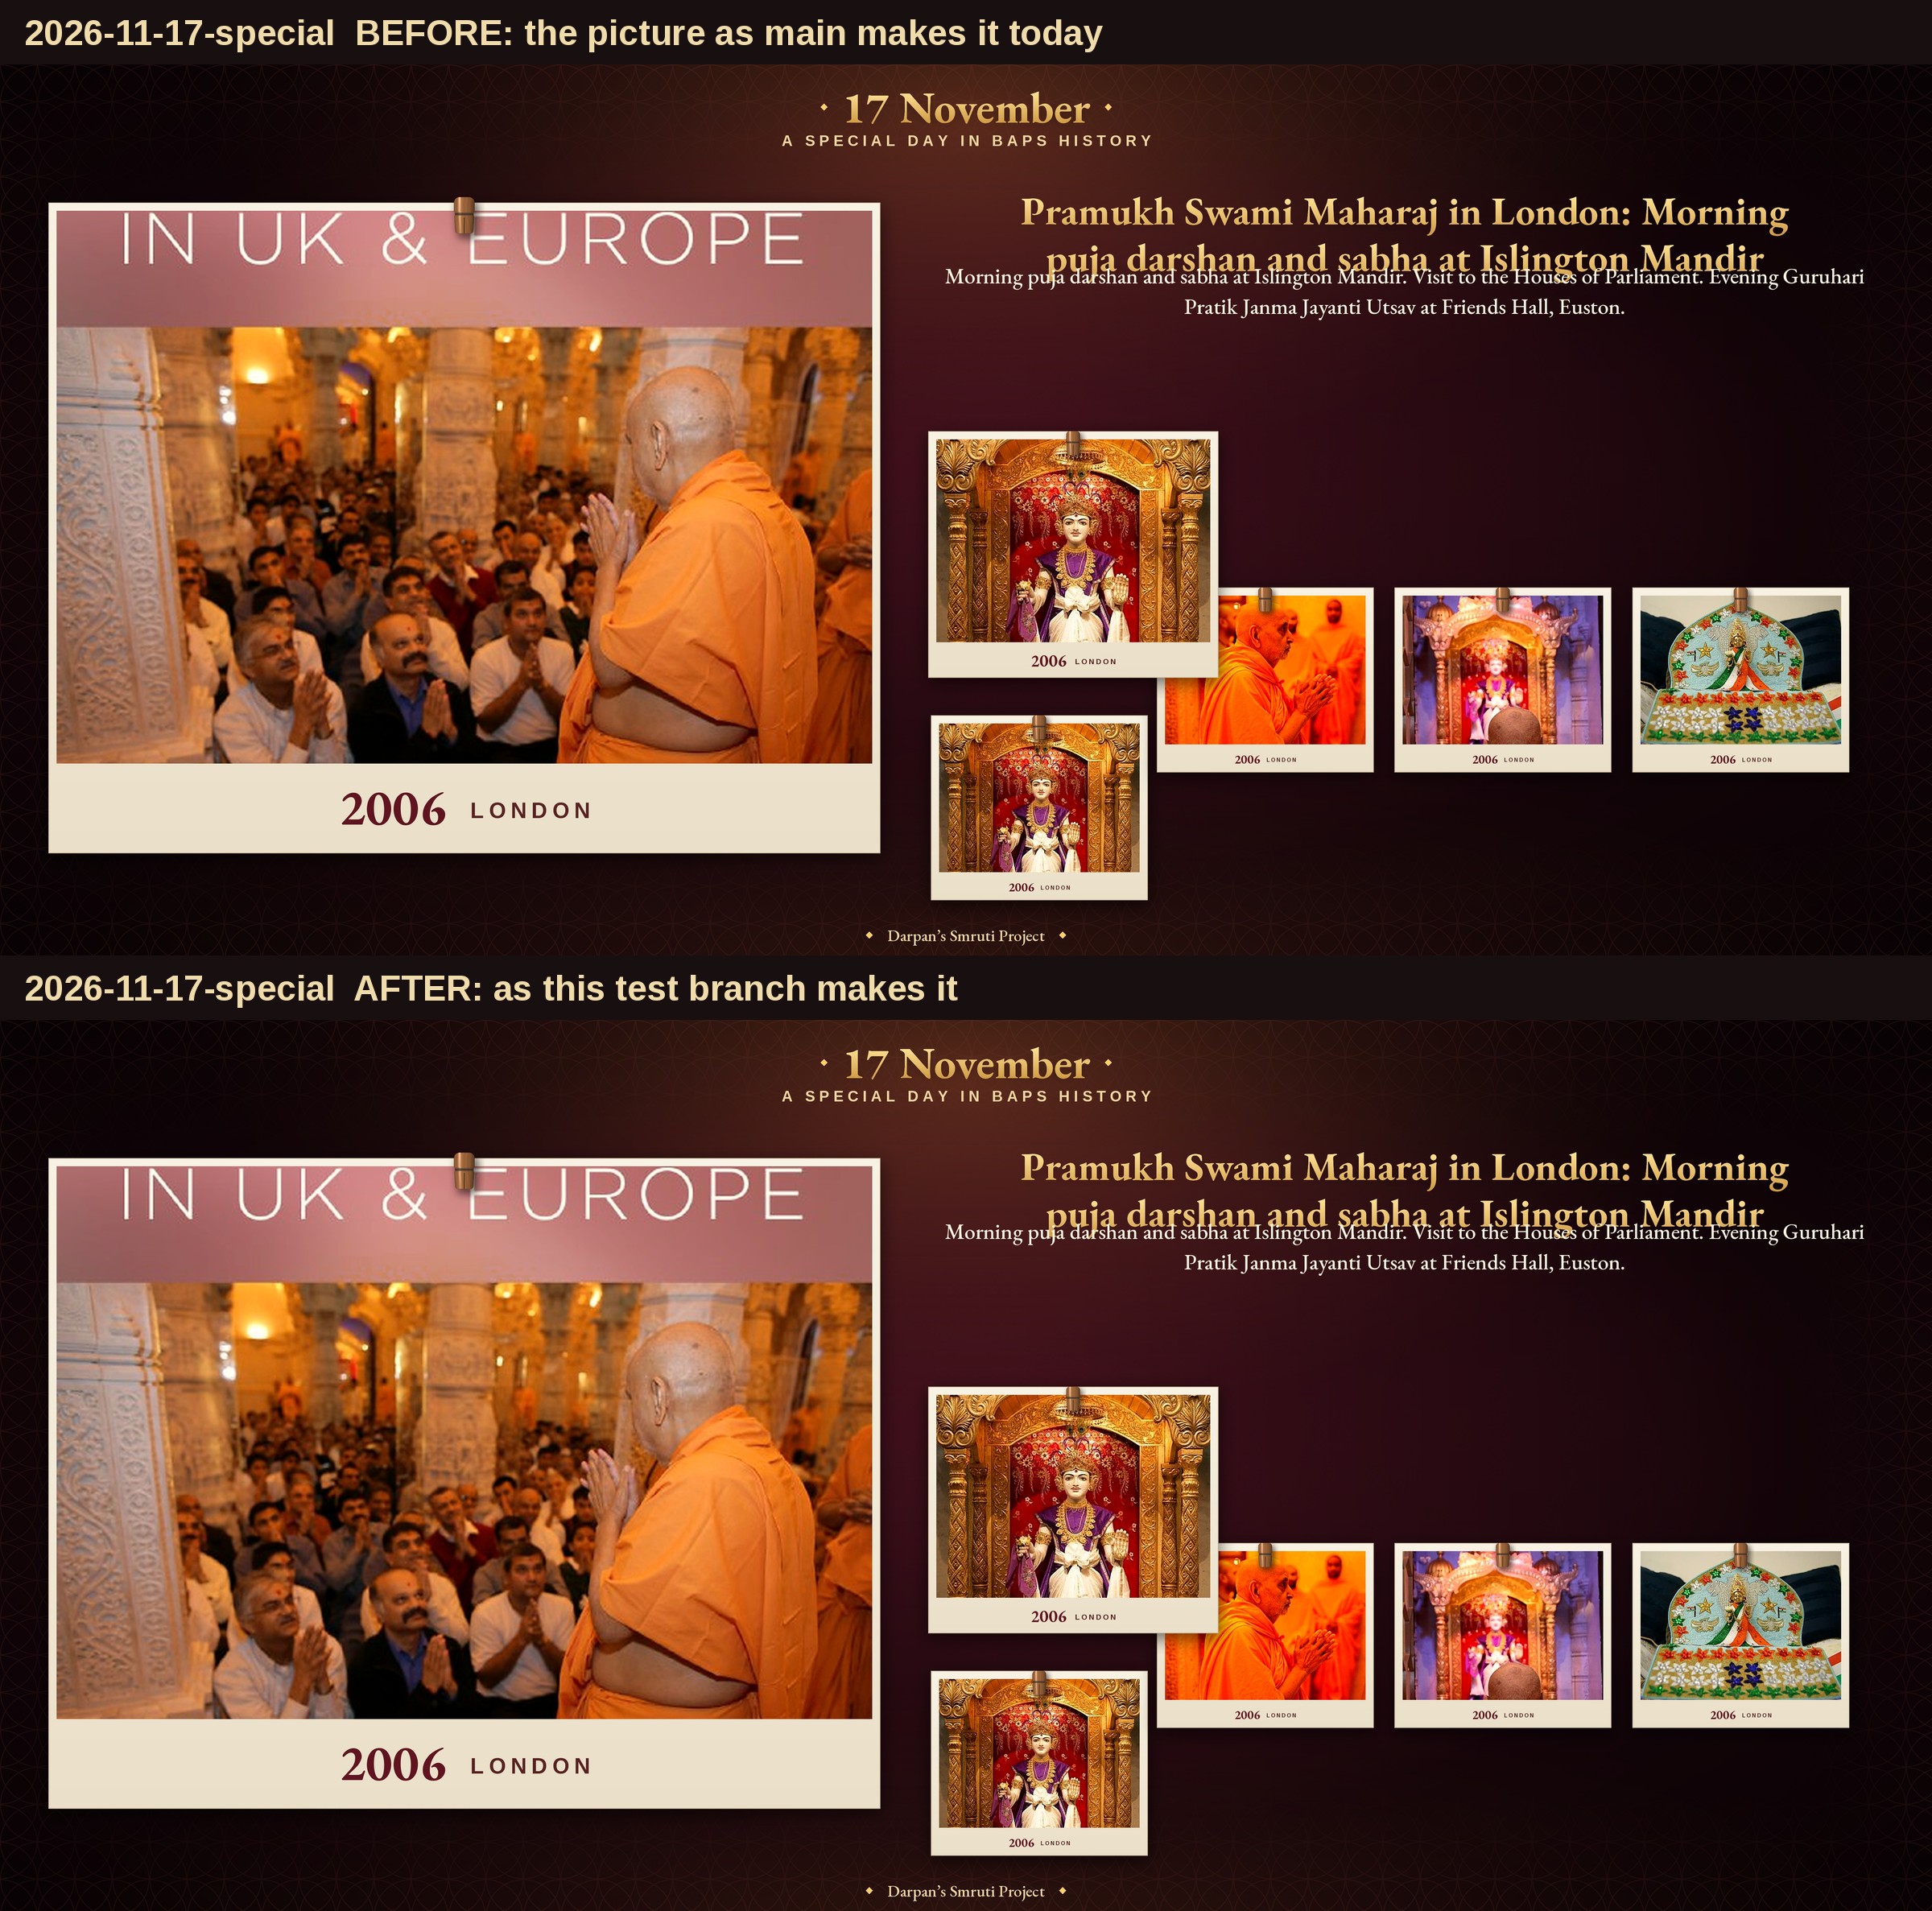 2026-11-17-special BEFORE: the picture as main makes it today
17 November
A SPECIAL DAY IN BAPS HISTORY
IN UK & EUROPE
2006 LONDON
Pramukh Swami Maharaj in London: Morning
puja darshan and sabha at Islington Mandir
Morning puja darshan and sabha at Islington Mandir. Visit to the Houses of Parliament. Evening Guruhari
Pratik Janma Jayanti Utsav at Friends Hall, Euston.
2006 LONDON
2006 LONDON
2006 LONDON
2006 LONDON
2006 LONDON
Darpan’s Smruti Project
2026-11-17-special AFTER: as this test branch makes it
17 November
A SPECIAL DAY IN BAPS HISTORY
IN UK & EUROPE
2006 LONDON
Pramukh Swami Maharaj in London: Morning
puja darshan and sabha at Islington Mandir
Morning puja darshan and sabha at Islington Mandir. Visit to the Houses of Parliament. Evening Guruhari
Pratik Janma Jayanti Utsav at Friends Hall, Euston.
2006 LONDON
2006 LONDON
2006 LONDON
2006 LONDON
2006 LONDON
Darpan’s Smruti Project